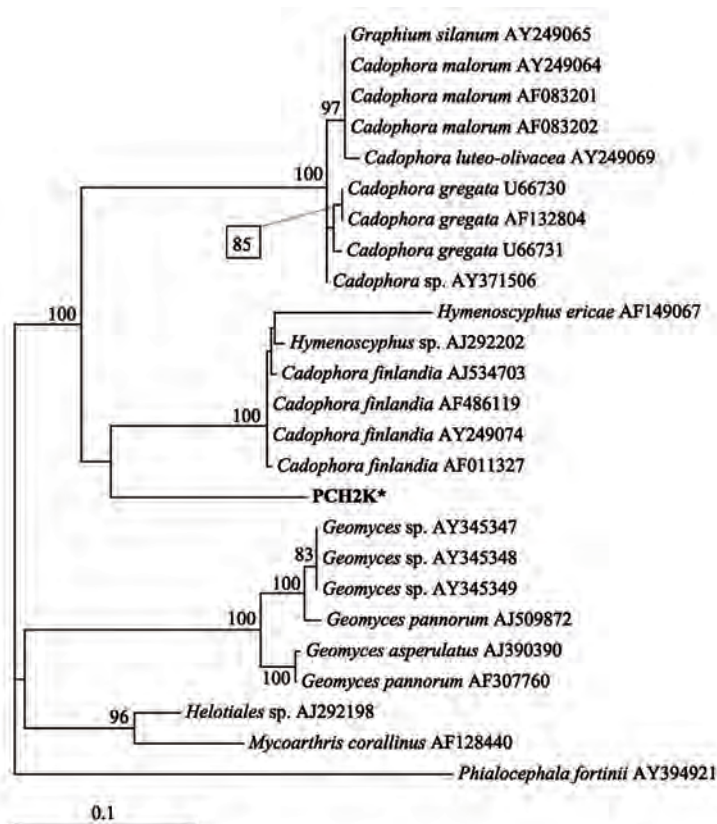 Graphium silanum AY249065
Cadophora malorum AY249064
Cadophora malorum AF083201
97
Cadophora malorum AF083202
Cadophora luteo-olivacea AY249069
100
Cadophora gregata U66730
Cadophora gregata AF132804
85
Cadophora gregata U66731
Cadophora sp. AY371506
100
Hymenoscyphus ericae AF149067
Hymenoscyphus sp. AJ292202
Cadophora finlandia AJ534703
Cadophora finlandia AF486119
100
Cadophora finlandia AY249074
Cadophora finlandia AF011327
PCH2K*
Geomyces sp. AY345347
83
Geomyces sp. AY345348
100
Geomyces sp. AY345349
100
Geomyces pannorum AJ509872
Geomyces asperulatus AJ390390
100
Geomyces pannorum AF307760
96
Helotiales sp. AJ292198
Mycoarthris corallinus AF128440
Phialocephala fortinii AY394921
0.1